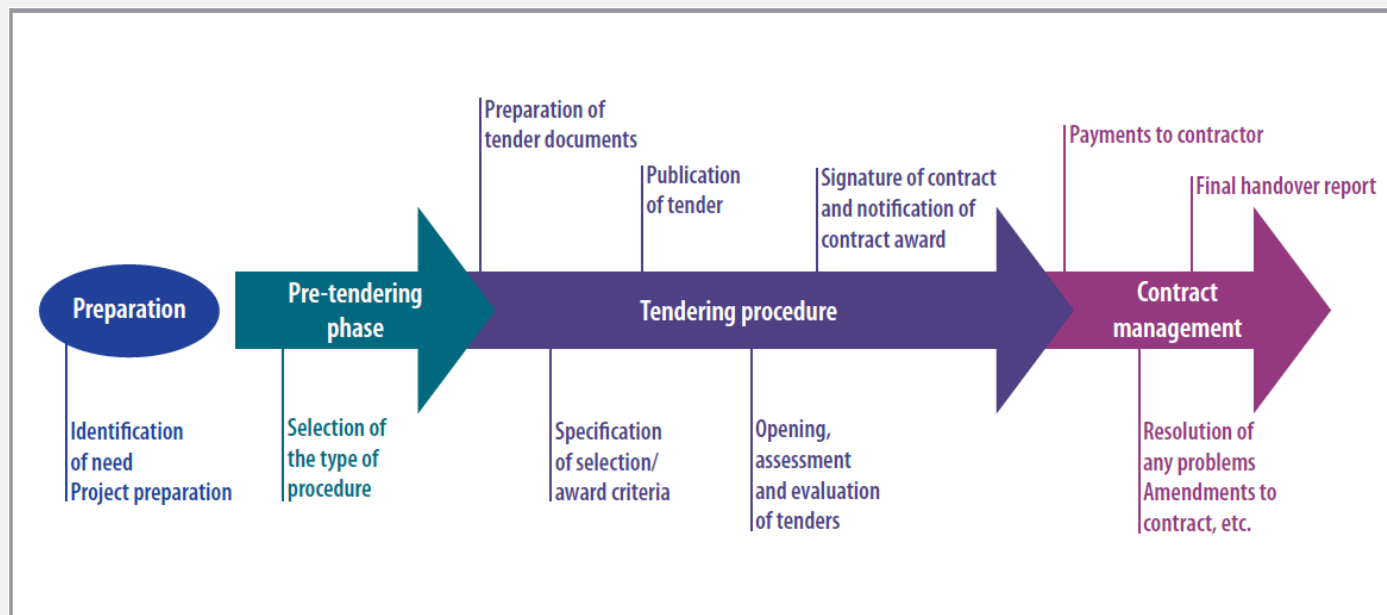 Preparation of
tender documents
Publication
of tender
Signature of contract
and notification of
contract award
Payments to contractor
Final handover report
Preparation
Pre-tendering
phase
Tendering procedure
Contract
management
Identification
of need
Project preparation
Selection of
the type of
procedure
Specification
of selection/
award criteria
Opening,
assessment
and evaluation
of tenders
Resolution of
any problems
Amendments to
contract, etc.